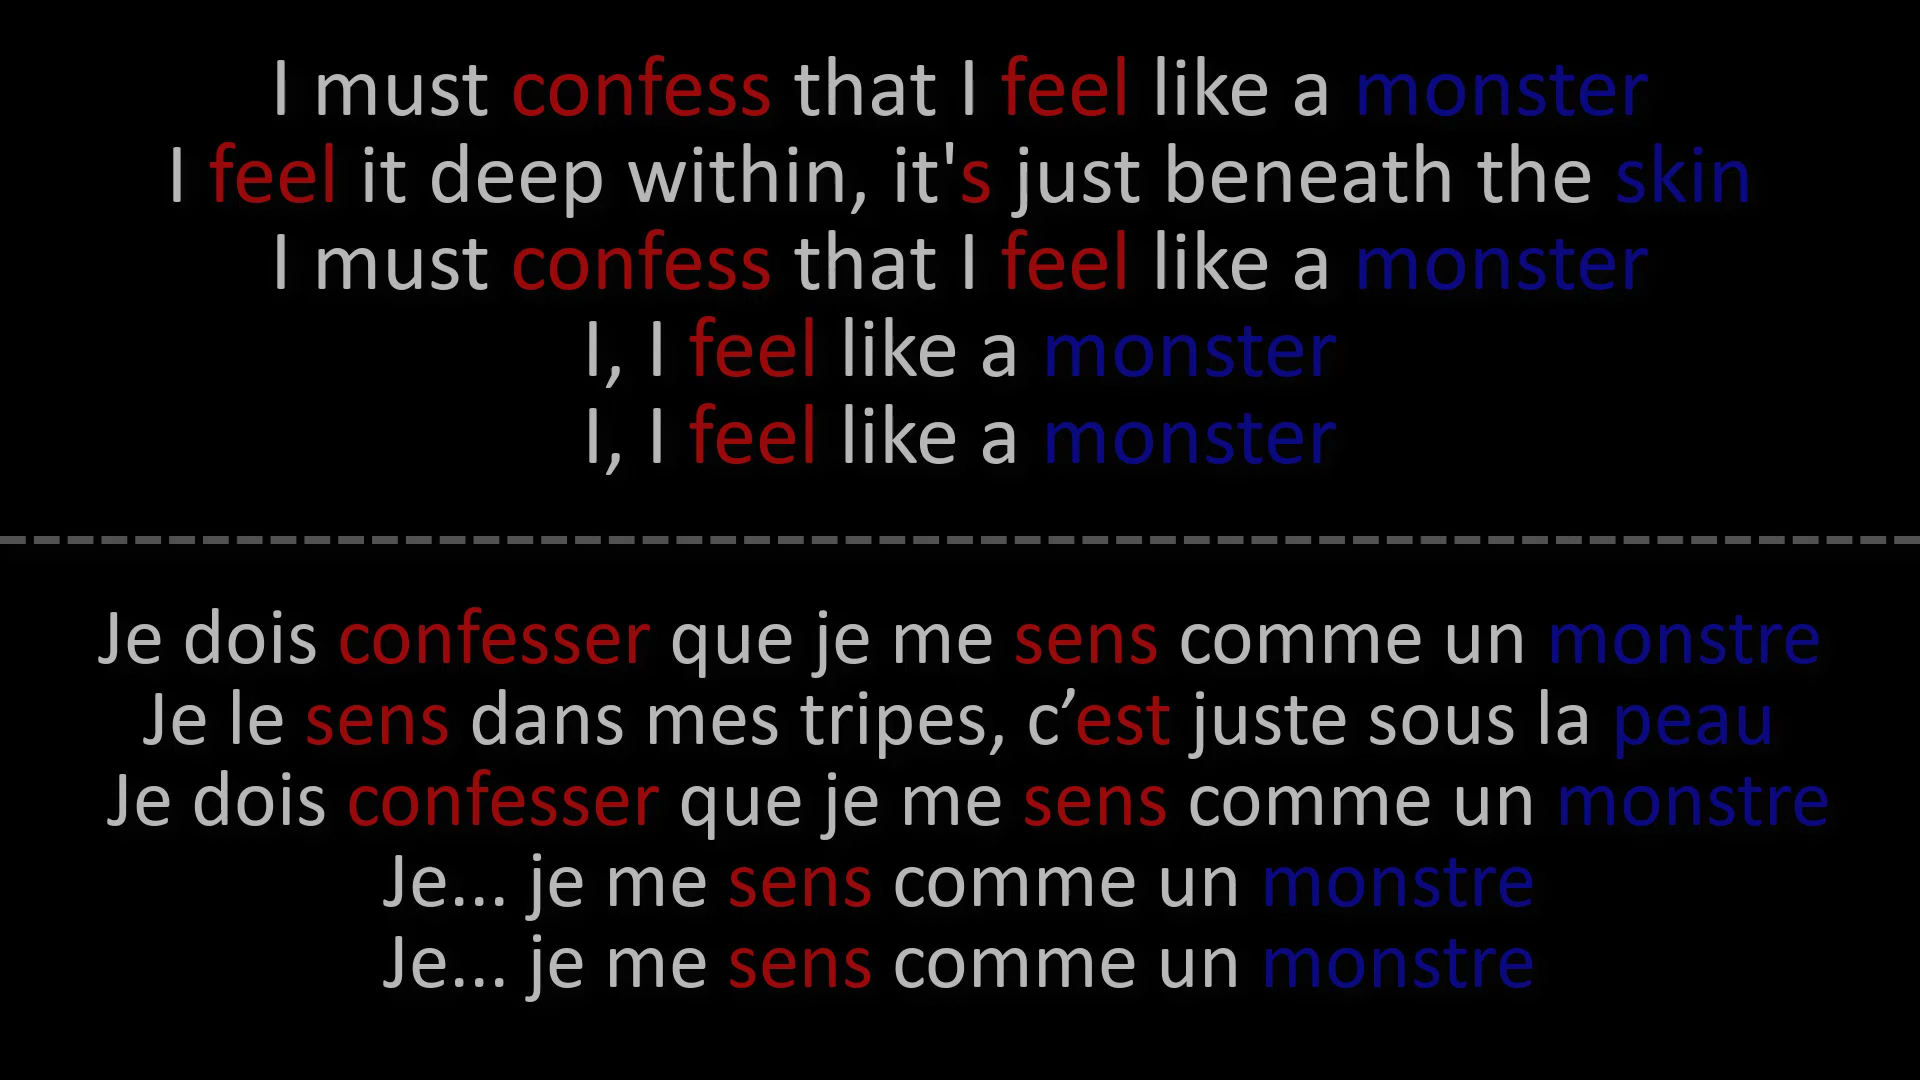 I must confess that I feel like a monster
I feel it deep within, it's just beneath the skin
I must confess that I feel like a monster
I, I feel like a monster
I, I feel like a monster
Je dois confesser que je me sens comme un monstre
Je le sens dans mes tripes, c’est juste sous la peau
Je dois confesser que je me sens comme un monstre
Je... je me sens comme un monstre
Je... je me sens comme un monstre